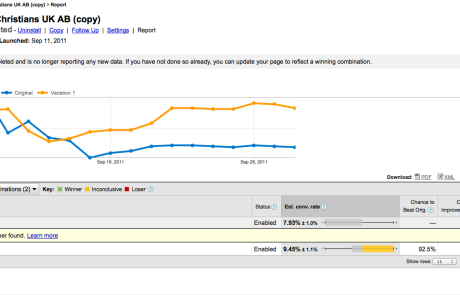 stians UK AB (copy) > Report
Christians UK AB (copy)
ted - Uninstall | Copy | Follow Up | Settings | Report
Launched: Sep 11, 2011
leted and is no longer reporting any new data. If you have not done so already, you can update your page to reflect a winning combination.
Original Variation 1
Sep 19, 2011 Sep 26, 2011
Download: PDF XML
inations (2) Key: Winner Inconclusive Loser
Status Est. conv. rate Chance to Beat Orig. C Improve
Enabled 7.93% ± 1.0% —
ner found. Learn more
Enabled 9.45% ± 1.1% 92.5%
Show rows: 15